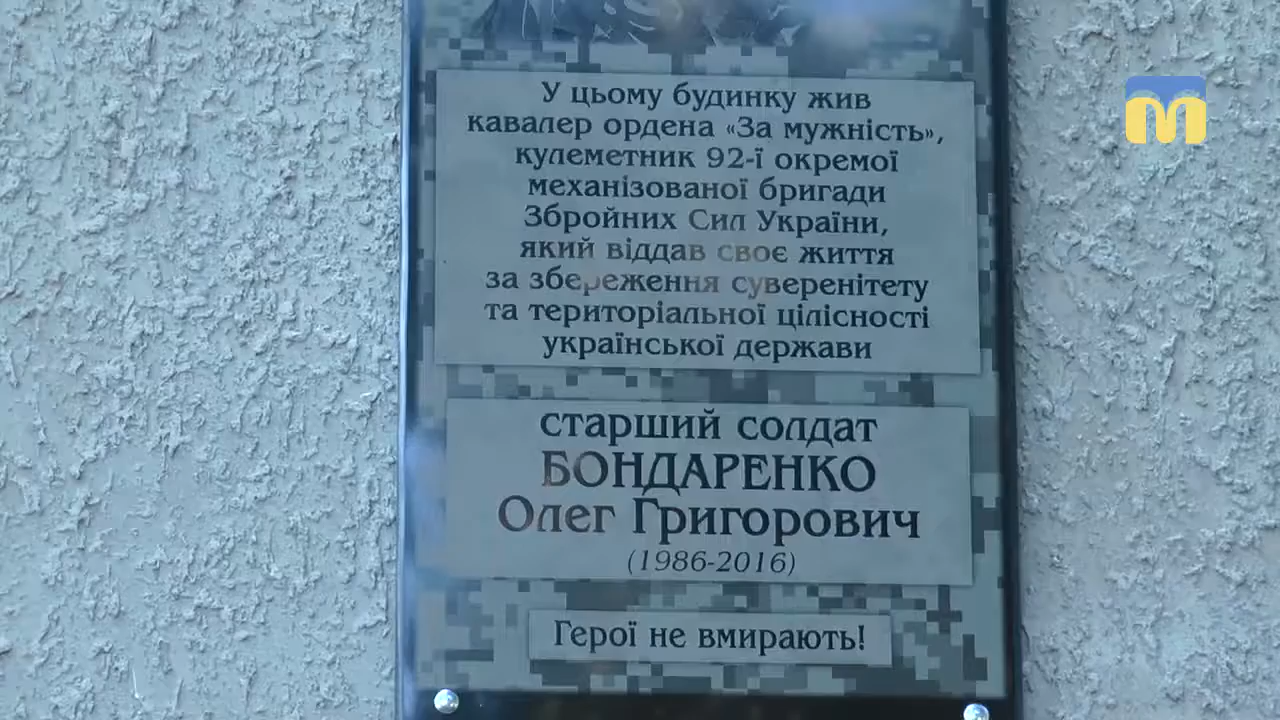 У цьому будинку жив
кавалер ордена «За мужність»,
кулеметник 92-ї окремої
механізованої бригади
Збройних Сил України,
який віддав своє життя
за збереження суверенітету
та територіальної цілісності
української держави
старший солдат
БОНДАРЕНКО
Олег Григорович
(1986-2016)
Герої не вмирають!